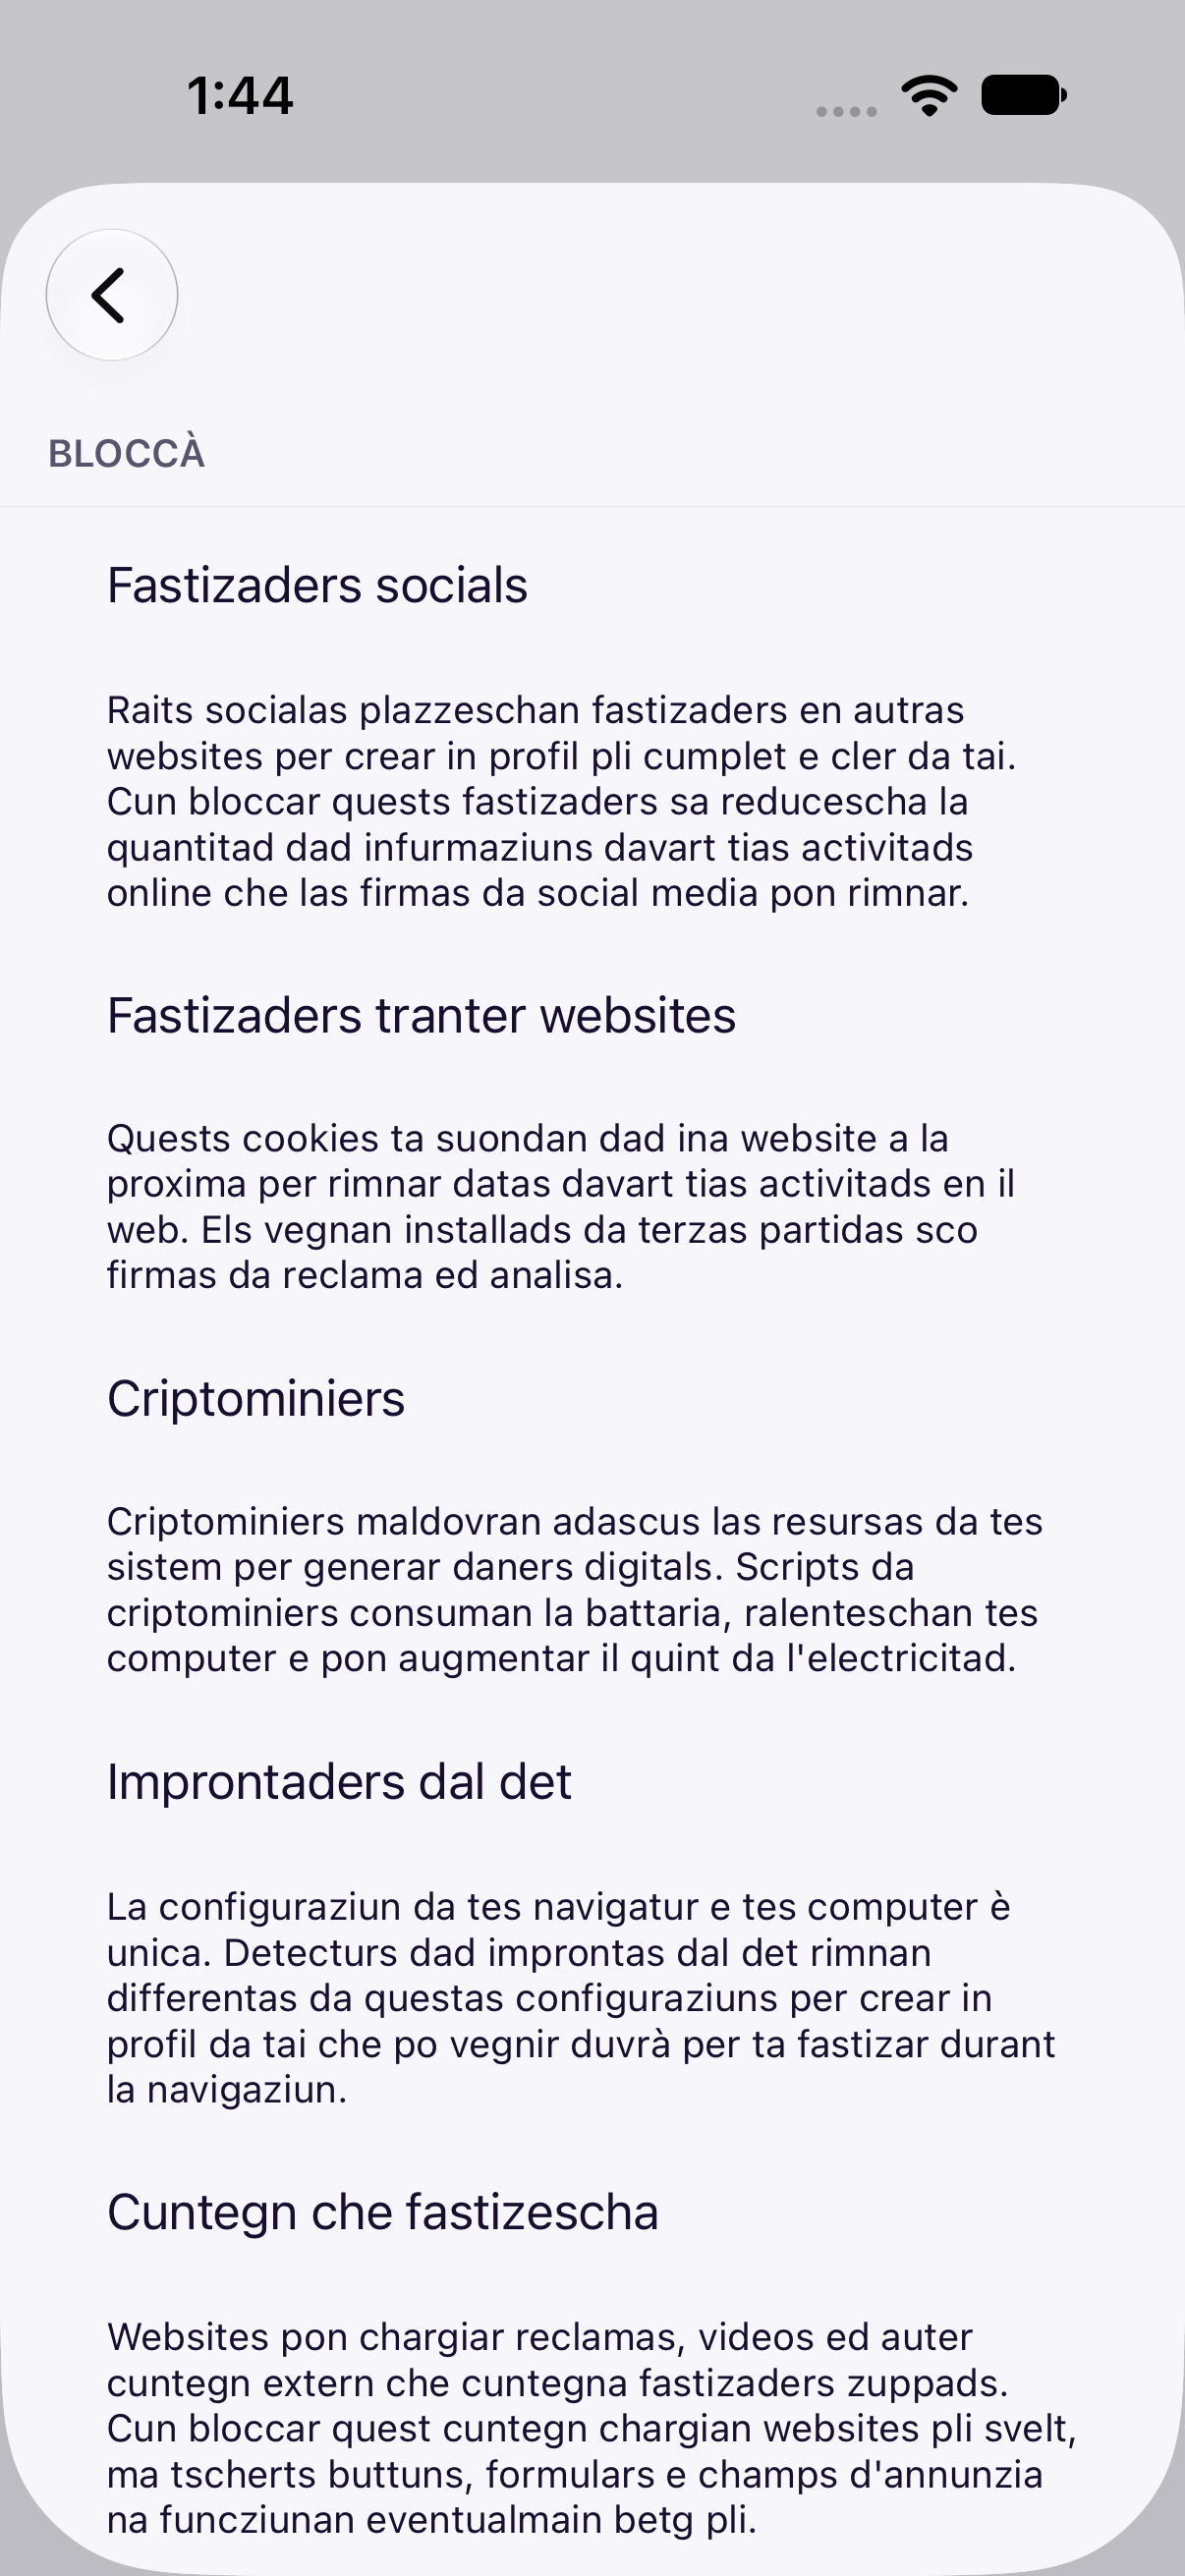 1:44
BLOCCÀ
Fastizaders socials
Raits socialas plazzeschan fastizaders en autras
websites per crear in profil pli cumplet e cler da tai.
Cun bloccar quests fastizaders sa reducescha la
quantitad dad infurmaziuns davart tias activitads
online che las firmas da social media pon rimnar.
Fastizaders tranter websites
Quests cookies ta suondan dad ina website a la
proxima per rimnar datas davart tias activitads en il
web. Els vegnan installads da terzas partidas sco
firmas da reclama ed analisa.
Criptominiers
Criptominiers maldovran adascus las resursas da tes
sistem per generar daners digitals. Scripts da
criptominiers consuman la battaria, ralenteschan tes
computer e pon augmentar il quint da l'electricitad.
Improntaders dal det
La configuraziun da tes navigatur e tes computer è
unica. Detecturs dad improntas dal det rimnan
differentas da questas configuraziuns per crear in
profil da tai che po vegnir duvrà per ta fastizar durant
la navigaziun.
Cuntegn che fastizescha
Websites pon chargiar reclamas, videos ed auter
cuntegn extern che cuntegna fastizaders zuppads.
Cun bloccar quest cuntegn chargian websites pli svelt,
ma tscherts buttuns, formulars e champs d'annunzia
na funcziunan eventualmain betg pli.